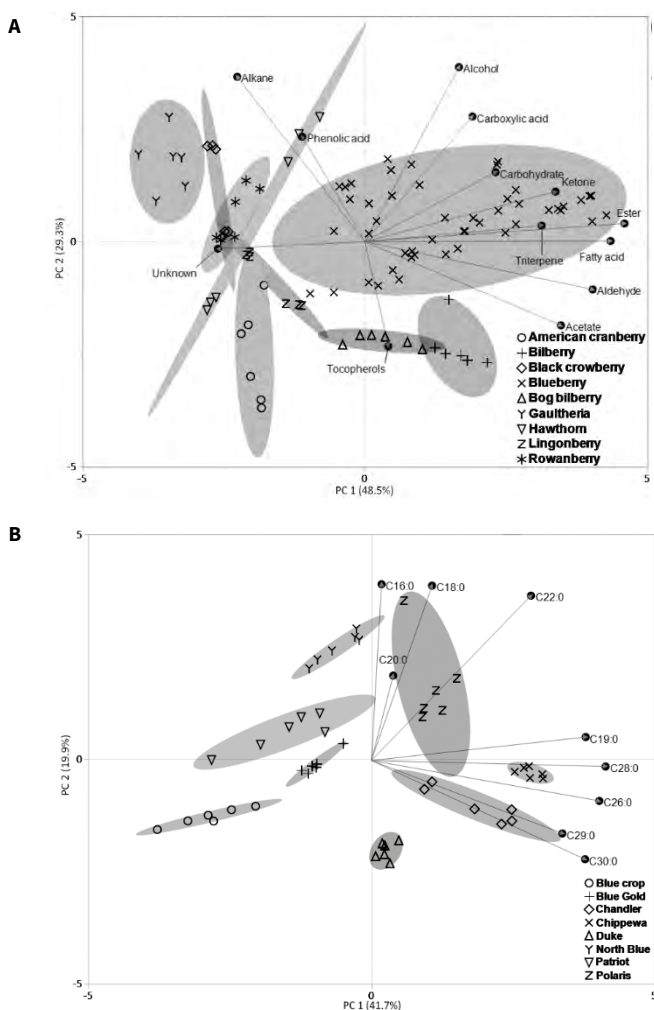 A
5
Alkane
Alcohol
Carboxylic acid
Phenolic acid
Carbohydrate
Ketone
Ester
PC 2 (29.3%)
0
Unknown
Triterpene
Fatty acid
Aldehyde
Acetate
Tocopherols
American cranberry
Bilberry
Black crowberry
Blueberry
Bog bilberry
Gaultheria
Hawthorn
Lingonberry
Rowanberry
-5
-5
0
5
PC 1 (48.5%)
B
5
C16:0
C18:0
C22:0
C20:0
C19:0
PC 2 (19.9%)
0
C28:0
C26:0
C29:0
C30:0
Blue crop
Blue Gold
Chandler
Chippewa
Duke
North Blue
Patriot
Polaris
-5
-5
0
5
PC 1 (41.7%)